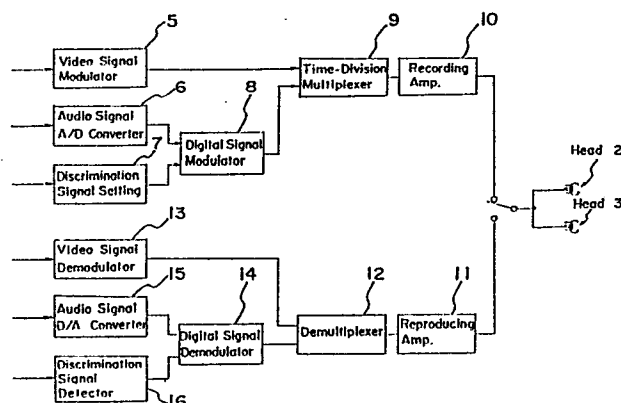 5
Video Signal
Modulator
6
Audio Signal
A/D Converter
7
Discrimination
Signal Setting
8
Digital Signal
Modulator
9
Time-Division
Multiplexer
10
Recording
Amp.
Head 2
Head 3
13
Video Signal
Demodulator
15
Audio Signal
D/A Converter
14
Digital Signal
Demodulator
12
Demultiplexer
11
Reproducing
Amp.
Discrimination
Signal
Detector
16